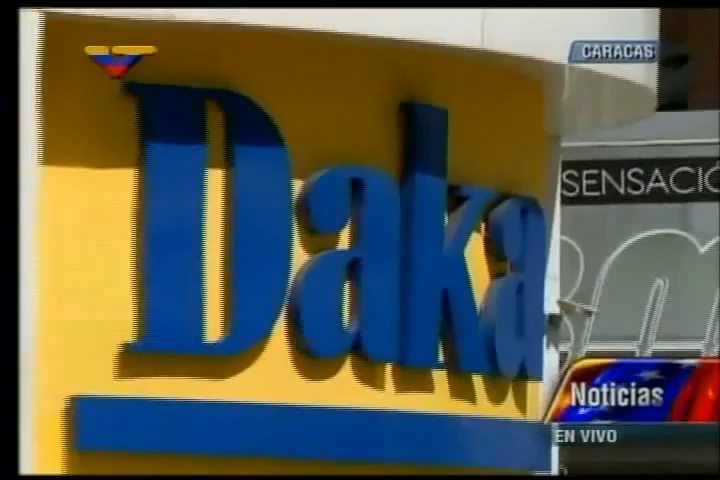 CARACAS
Daka
SENSACIÓ
Noticias
EN VIVO